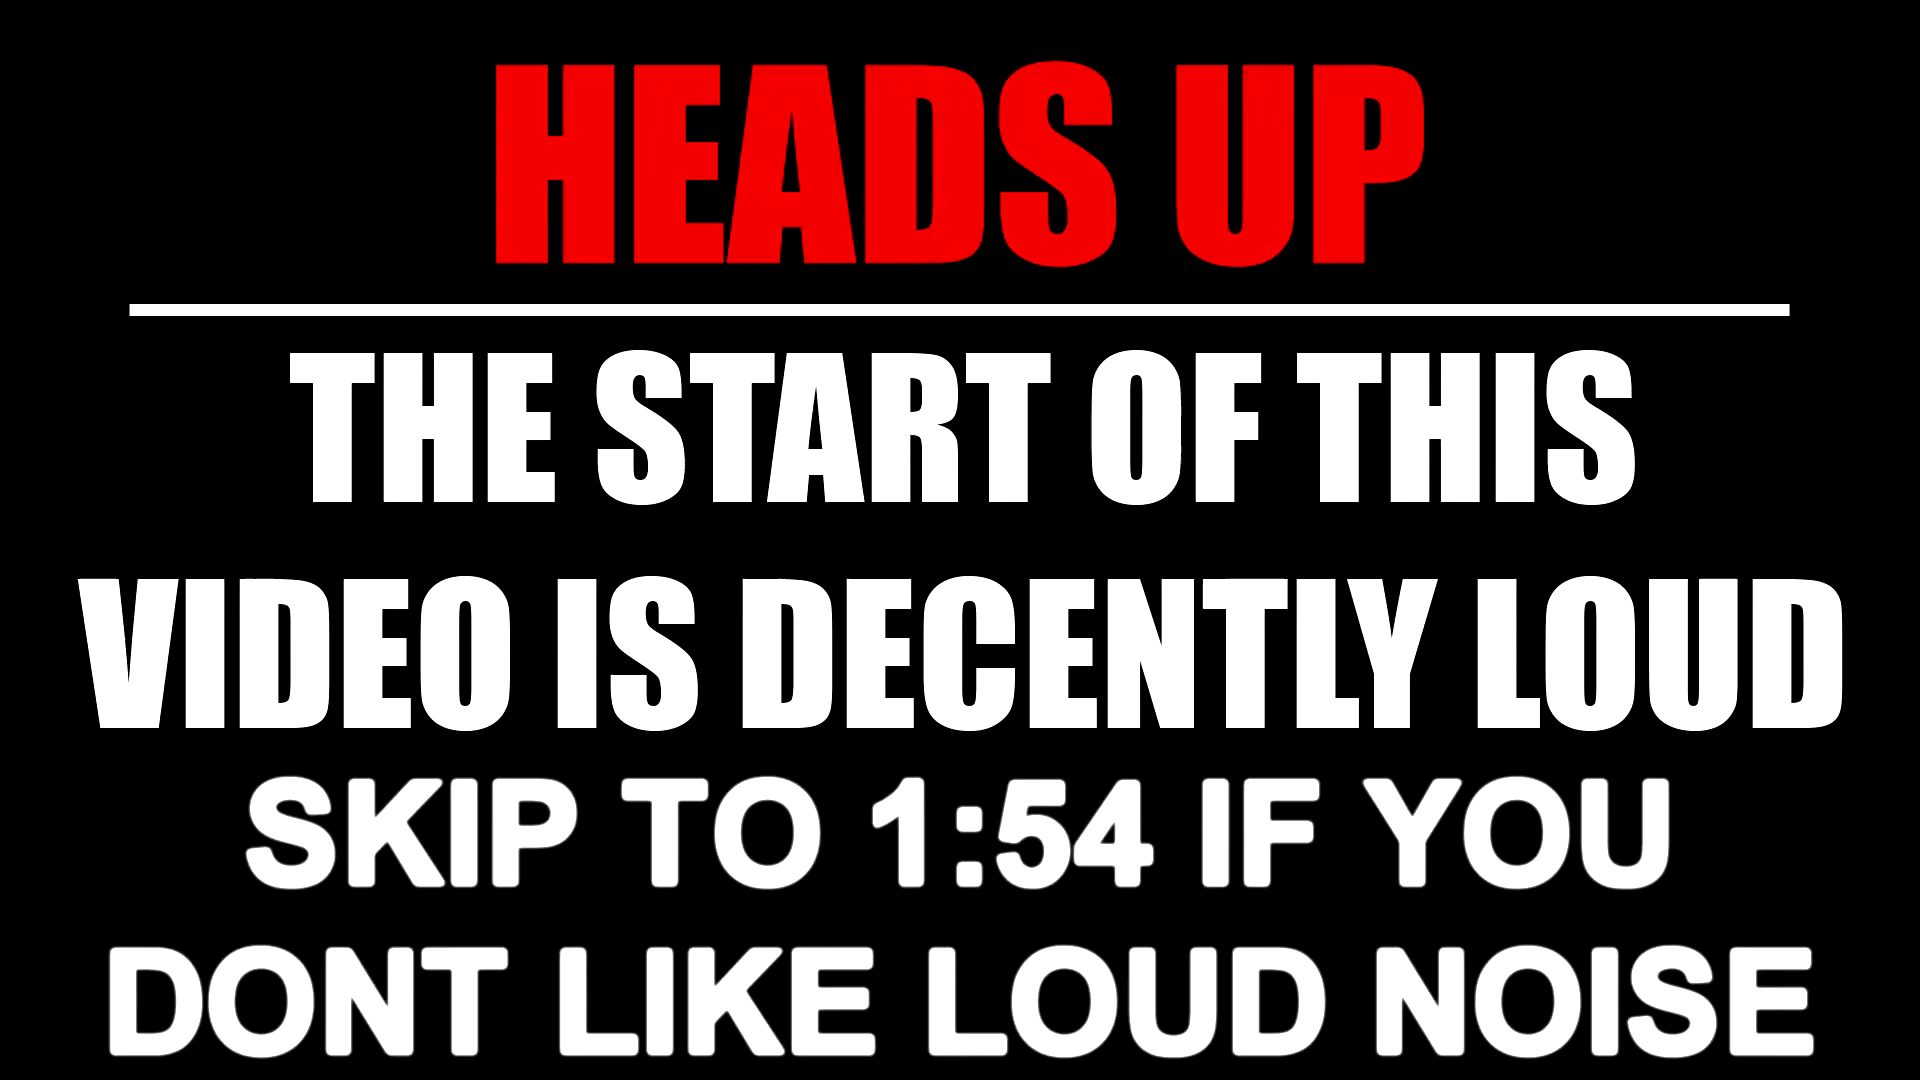 HEADS UP
THE START OF THIS
VIDEO IS DECENTLY LOUD
SKIP TO 1:54 IF YOU
DONT LIKE LOUD NOISE